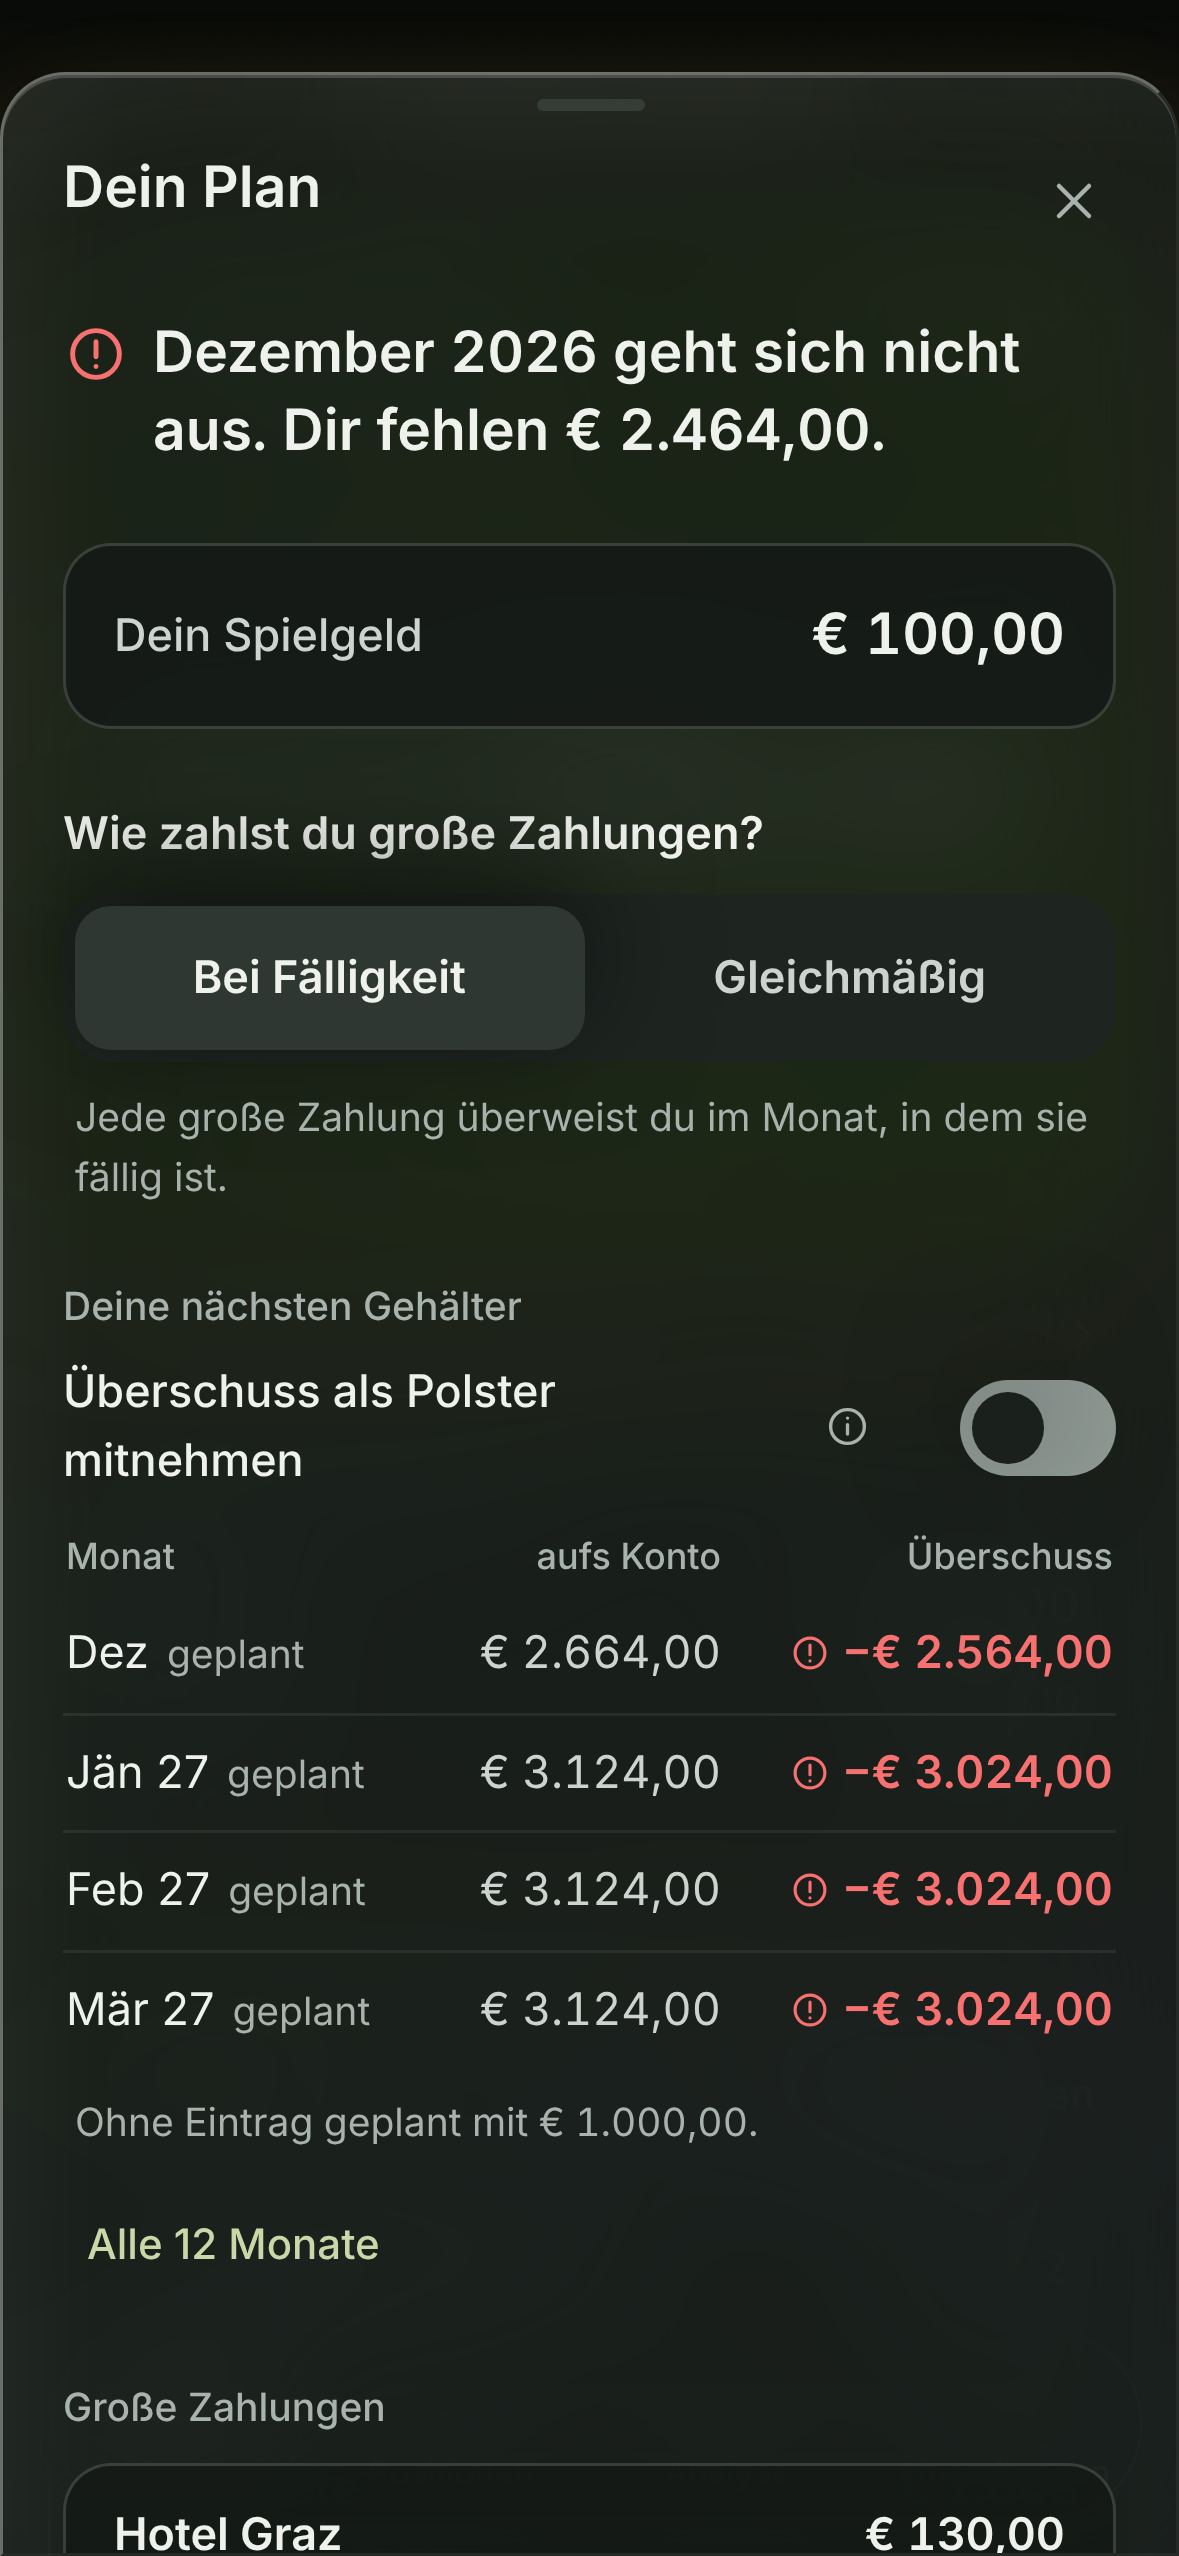 Dein Plan
Dezember 2026 geht sich nicht
aus. Dir fehlen € 2.464,00.
Dein Spielgeld € 100,00
Wie zahlst du große Zahlungen?
Bei Fälligkeit Gleichmäßig
Jede große Zahlung überweist du im Monat, in dem sie
fällig ist.
Deine nächsten Gehälter
Überschuss als Polster
mitnehmen
Monat aufs Konto Überschuss
Dez geplant € 2.664,00 –€ 2.564,00
Jän 27 geplant € 3.124,00 –€ 3.024,00
Feb 27 geplant € 3.124,00 –€ 3.024,00
Mär 27 geplant € 3.124,00 –€ 3.024,00
Ohne Eintrag geplant mit € 1.000,00.
Alle 12 Monate
Große Zahlungen
Hotel Graz € 130,00